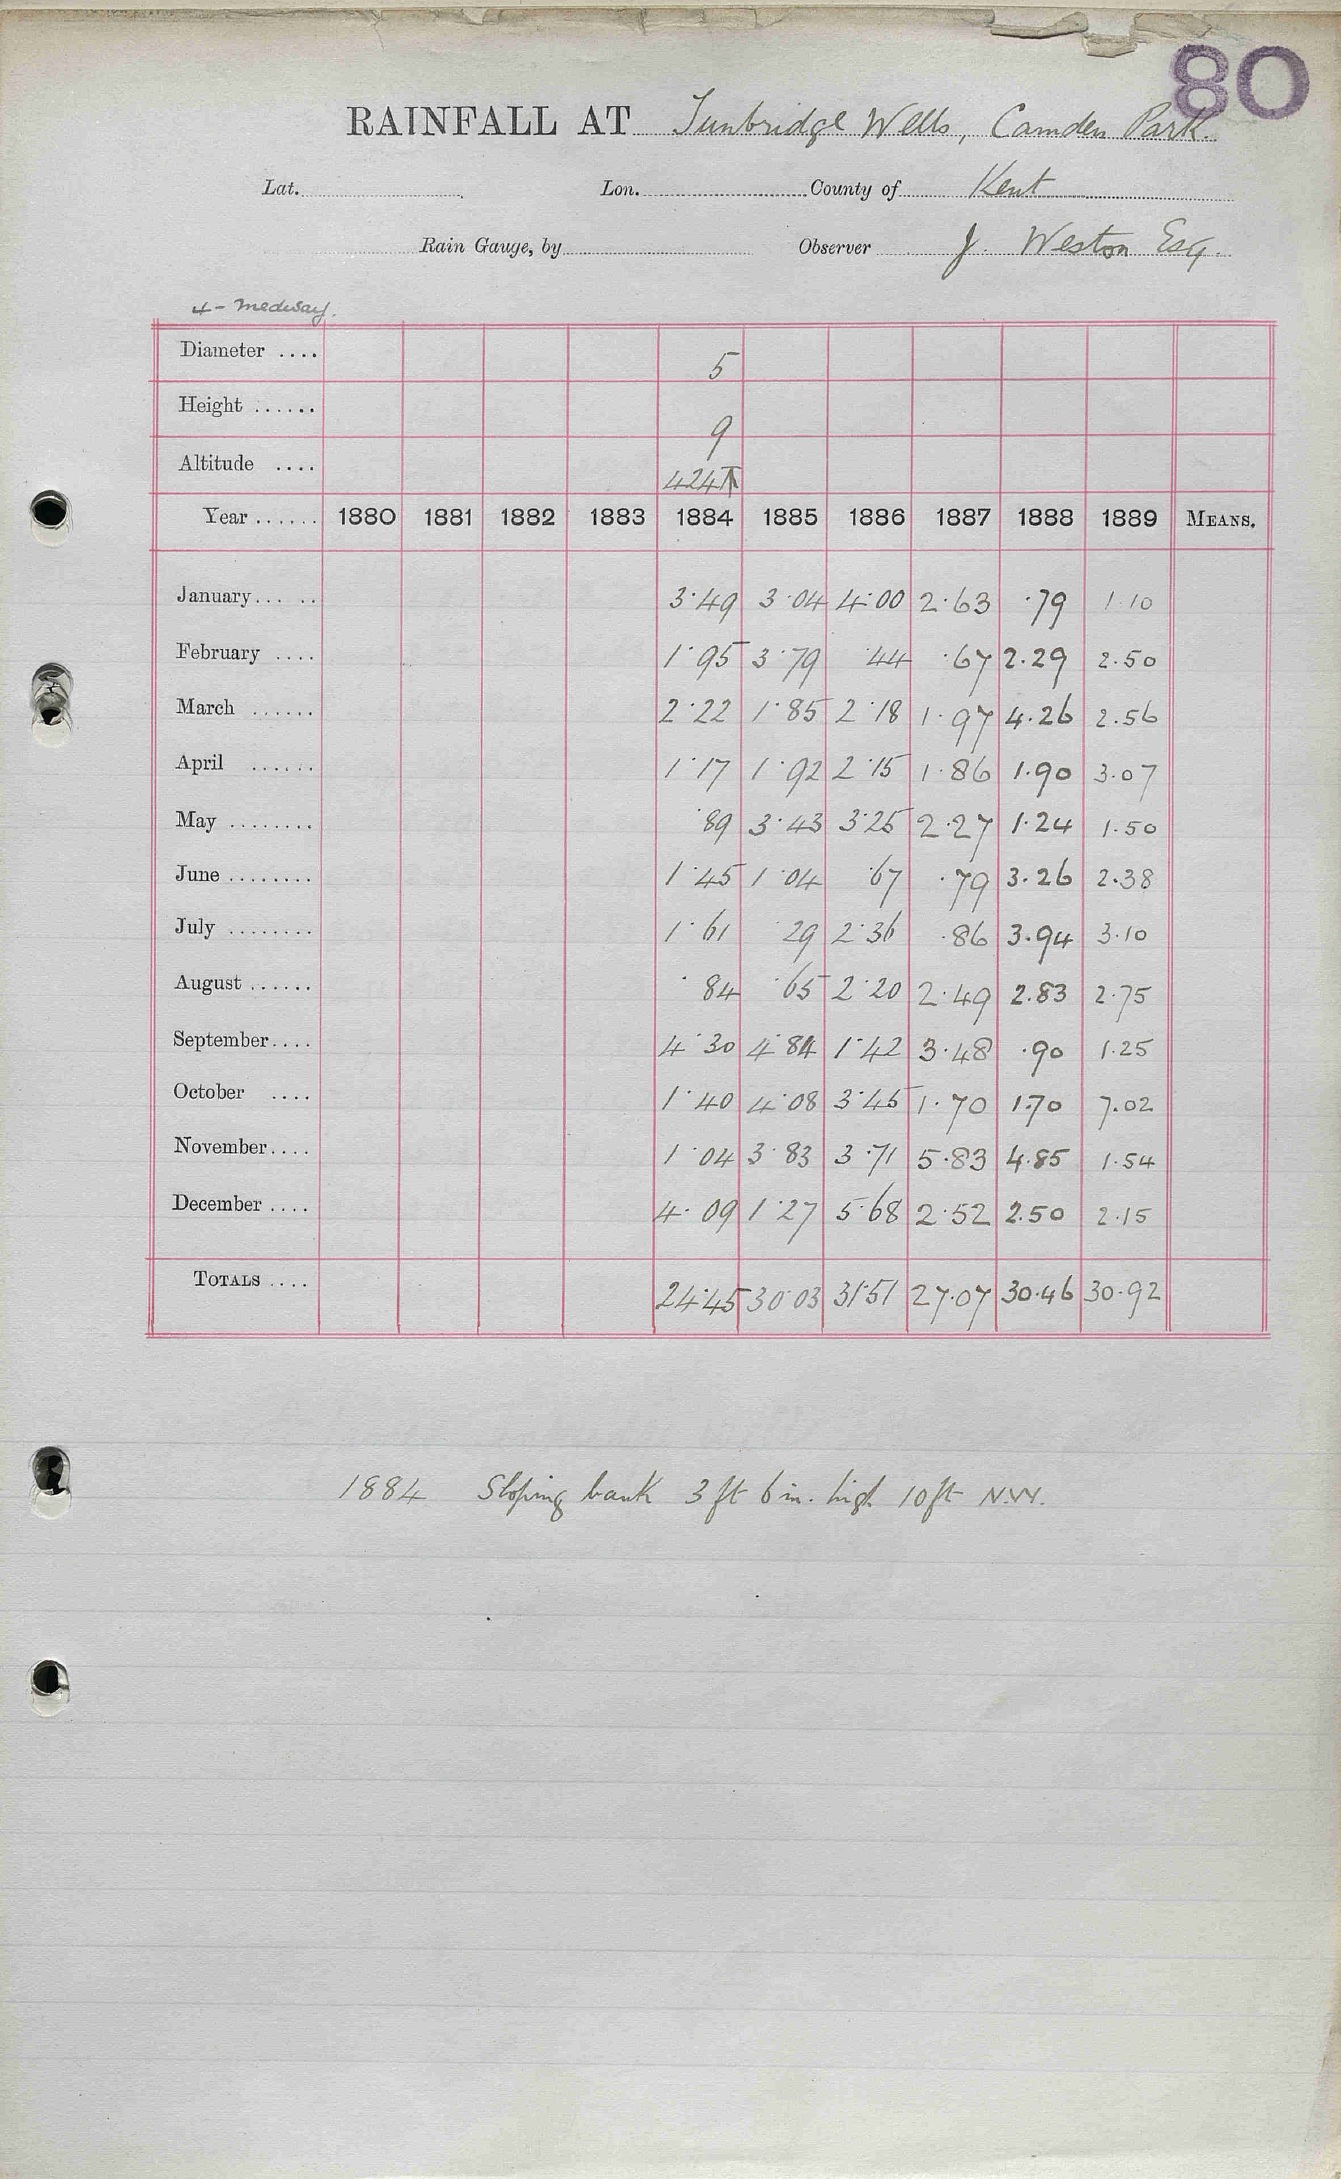 80
RAINFALL AT Tunbridge Wells, Camden Park.
Lat. Lon. County of Kent
Rain Gauge, by Observer J. Weston Esq.
4 - Medway.
Diameter .... 5
Height ...... 9
Altitude .... 424 T
Year ...... 1880 1881 1882 1883 1884 1885 1886 1887 1888 1889 MEANS.
January ... .. 3·49 3·04 4·00 2·63 ·79 1·10
February .... 1·95 3·79 ·44 ·67 2·29 2·50
March ...... 2·22 1·85 2·18 1·97 4·26 2·56
April ...... 1·17 1·92 2·15 1·86 1·90 3·07
May ........ ·89 3·43 3·25 2·27 1·24 1·50
June ........ 1·45 1·04 ·67 ·79 3·26 2·38
July ........ 1·61 ·29 2·36 ·86 3·94 3·10
August ...... ·84 ·65 2·20 2·49 2·83 2·75
September .... 4·30 4·84 1·42 3·48 ·90 1·25
October .... 1·40 4·08 3·45 1·70 1·70 7·02
November .... 1·04 3·83 3·71 5·83 4·85 1·54
December .... 4·09 1·27 5·68 2·52 2·50 2·15
TOTALS .... 24·45 30·03 31·51 27·07 30·46 30·92
1884 Sloping bank 3 ft 6 in. high 10 ft N.W.